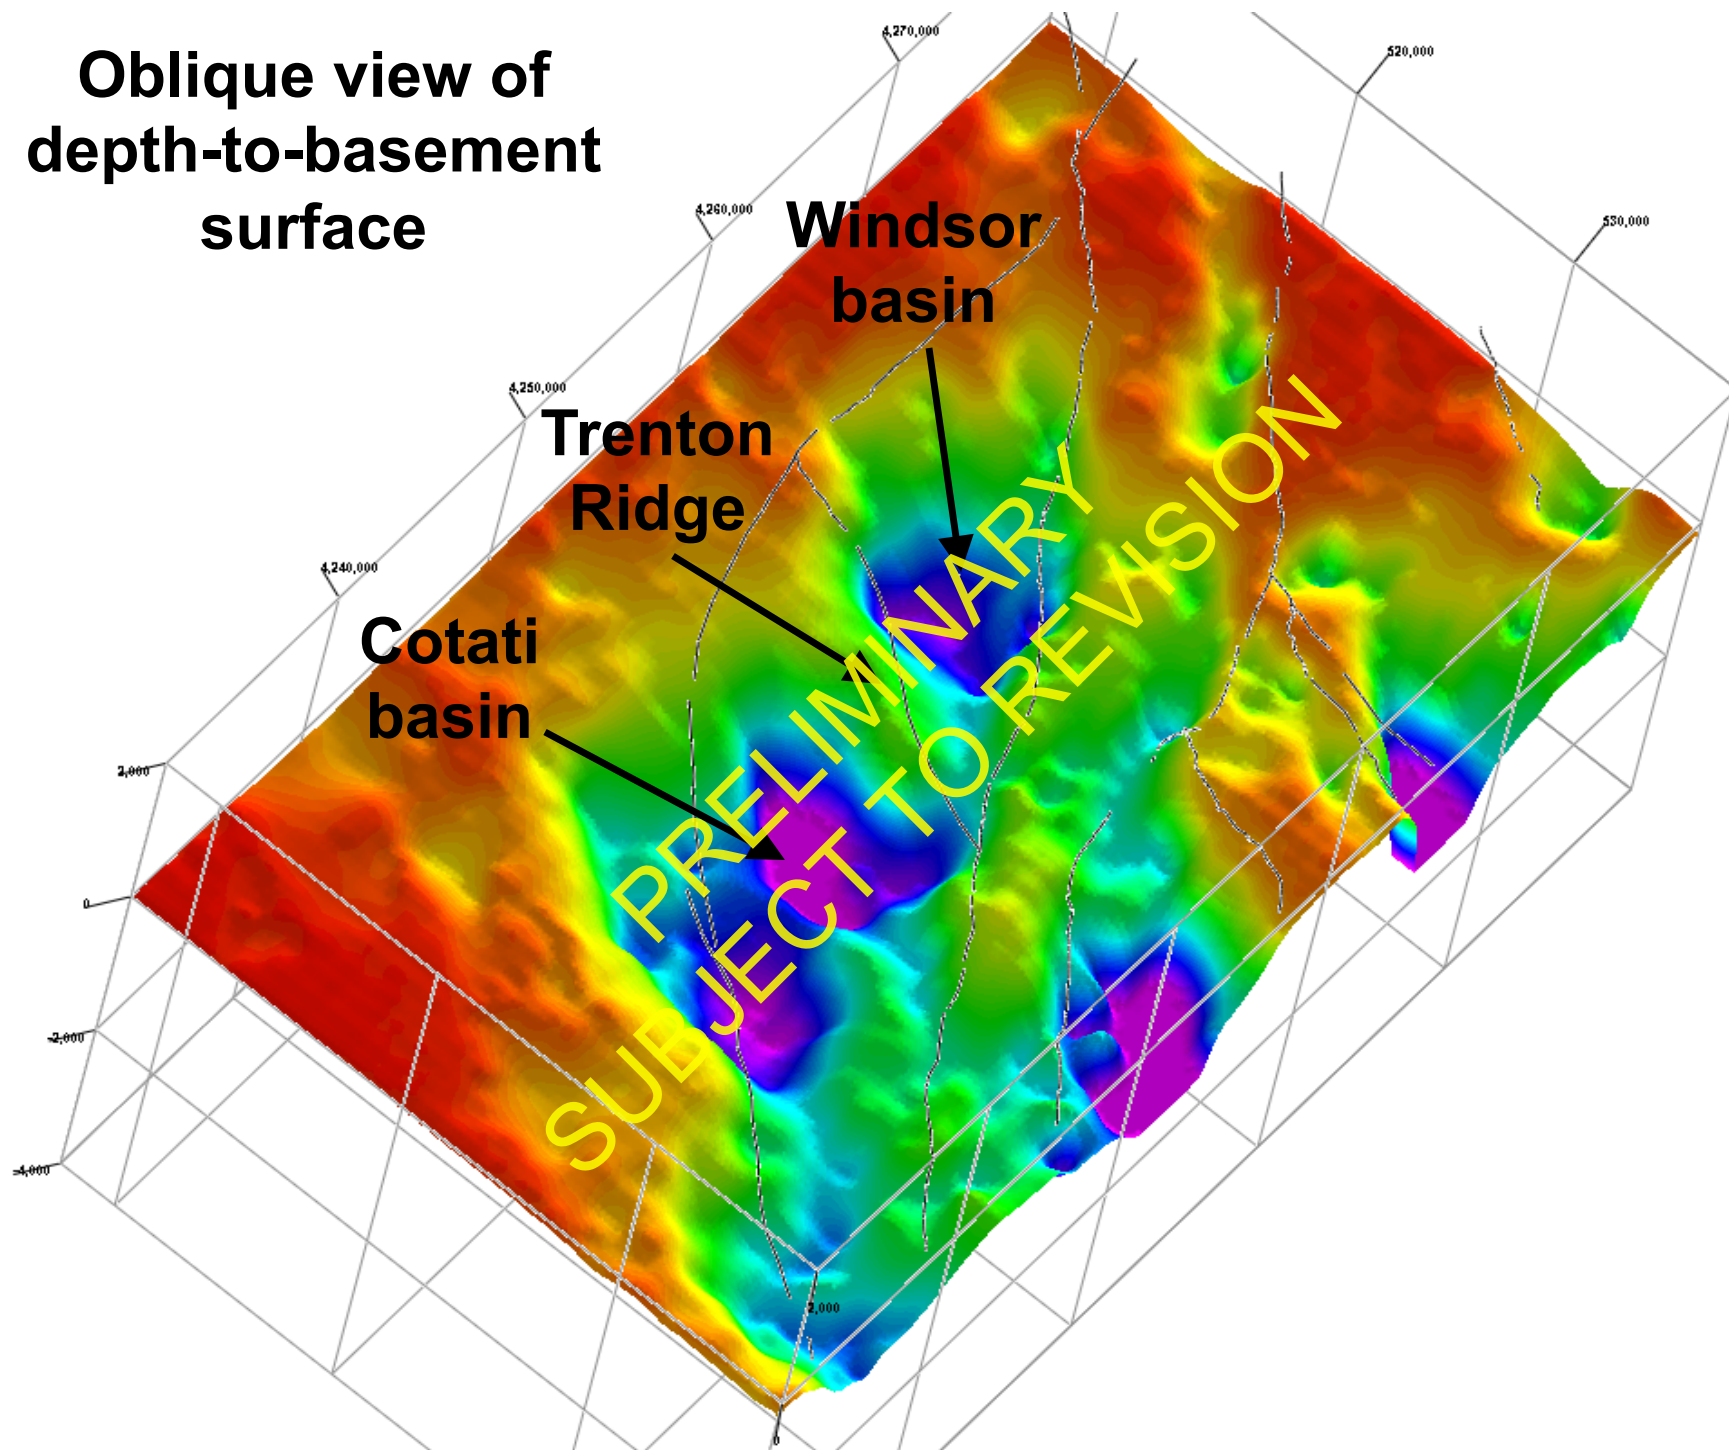 Oblique view of
depth-to-basement
surface
4,270,000
520,000
4,260,000
Windsor
basin
530,000
4,250,000
Trenton
Ridge
4,240,000
Cotati
basin
2,000
0
-2,000
-4,000
PRELIMINARY
SUBJECT TO REVISION
2,000
0